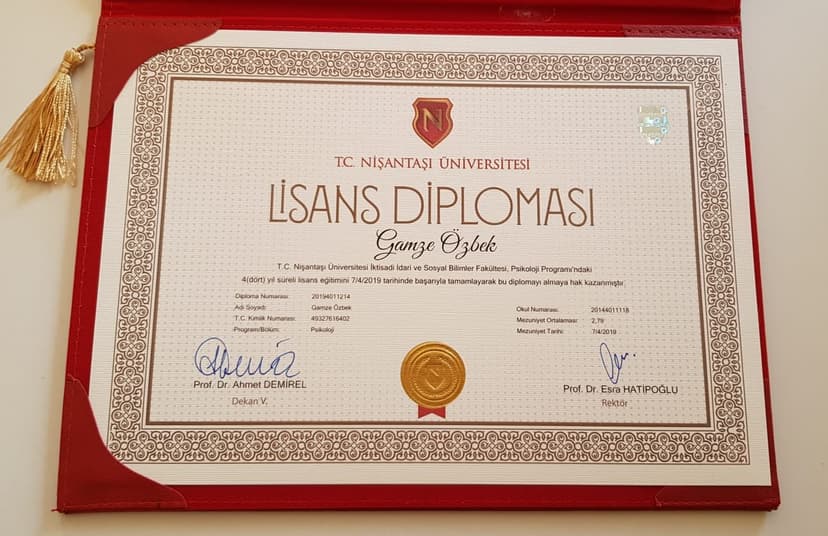 N
T.C. NİŞANTAŞI ÜNİVERSİTESİ
LİSANS DİPLOMASI
Gamze Özbek
T.C. Nişantaşı Üniversitesi İktisadi İdari ve Sosyal Bilimler Fakültesi, Psikoloji Programı'ndaki
4(dört) yıl süreli lisans eğitimini 7/4/2019 tarihinde başarıyla tamamlayarak bu diplomayı almaya hak kazanmıştır.
Diploma Numarası: 20194011214
Adı Soyadı: Gamze Özbek
T.C. Kimlik Numarası: 49327616402
Program/Bölüm: Psikoloji
Okul Numarası: 20144011118
Mezuniyet Ortalaması: 2,79
Mezuniyet Tarihi: 7/4/2019
Prof. Dr. Ahmet DEMİREL
Dekan V.
Prof. Dr. Esra HATİPOĞLU
Rektör